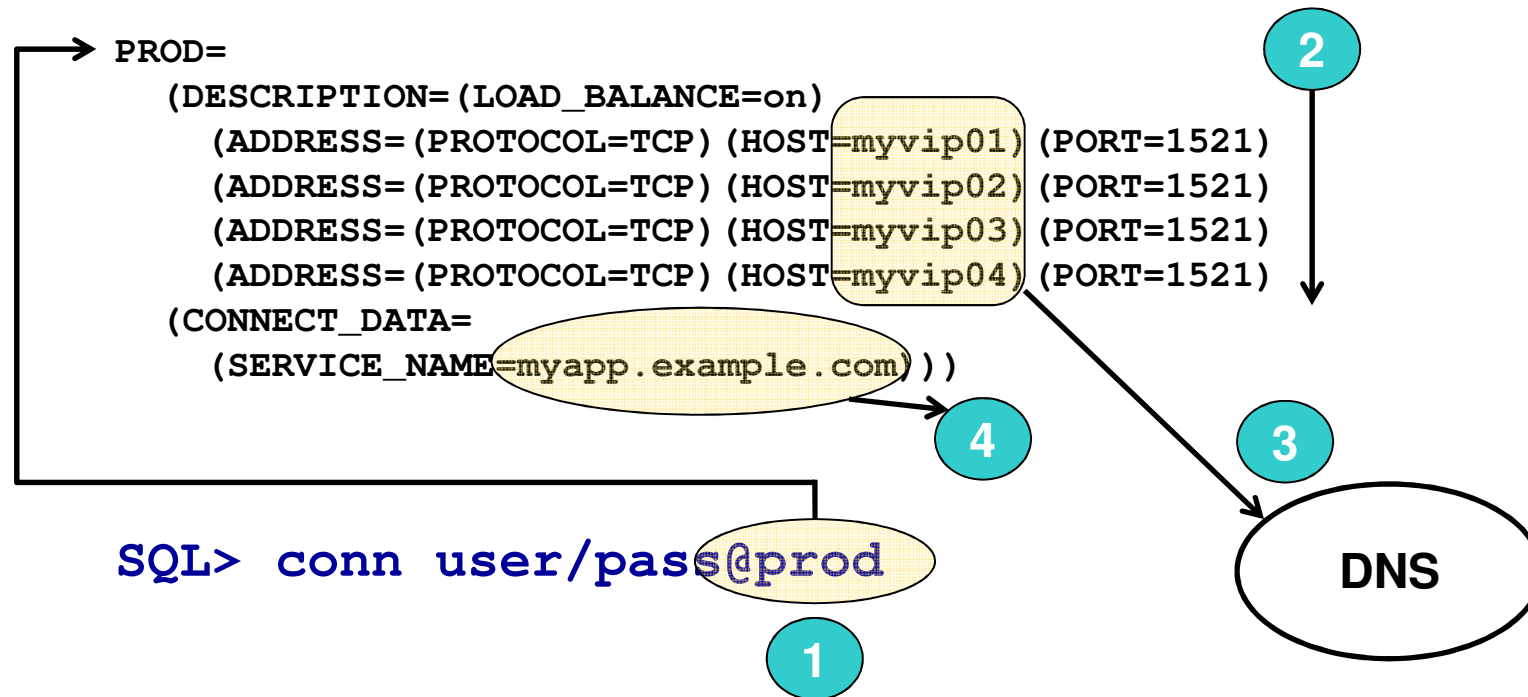 PROD=
2
(DESCRIPTION=(LOAD_BALANCE=on)
(ADDRESS=(PROTOCOL=TCP)(HOST=myvip01)(PORT=1521)
(ADDRESS=(PROTOCOL=TCP)(HOST=myvip02)(PORT=1521)
(ADDRESS=(PROTOCOL=TCP)(HOST=myvip03)(PORT=1521)
(ADDRESS=(PROTOCOL=TCP)(HOST=myvip04)(PORT=1521)
(CONNECT_DATA=
(SERVICE_NAME=myapp.example.com)))
4
3
SQL> conn user/pass@prod
DNS
1